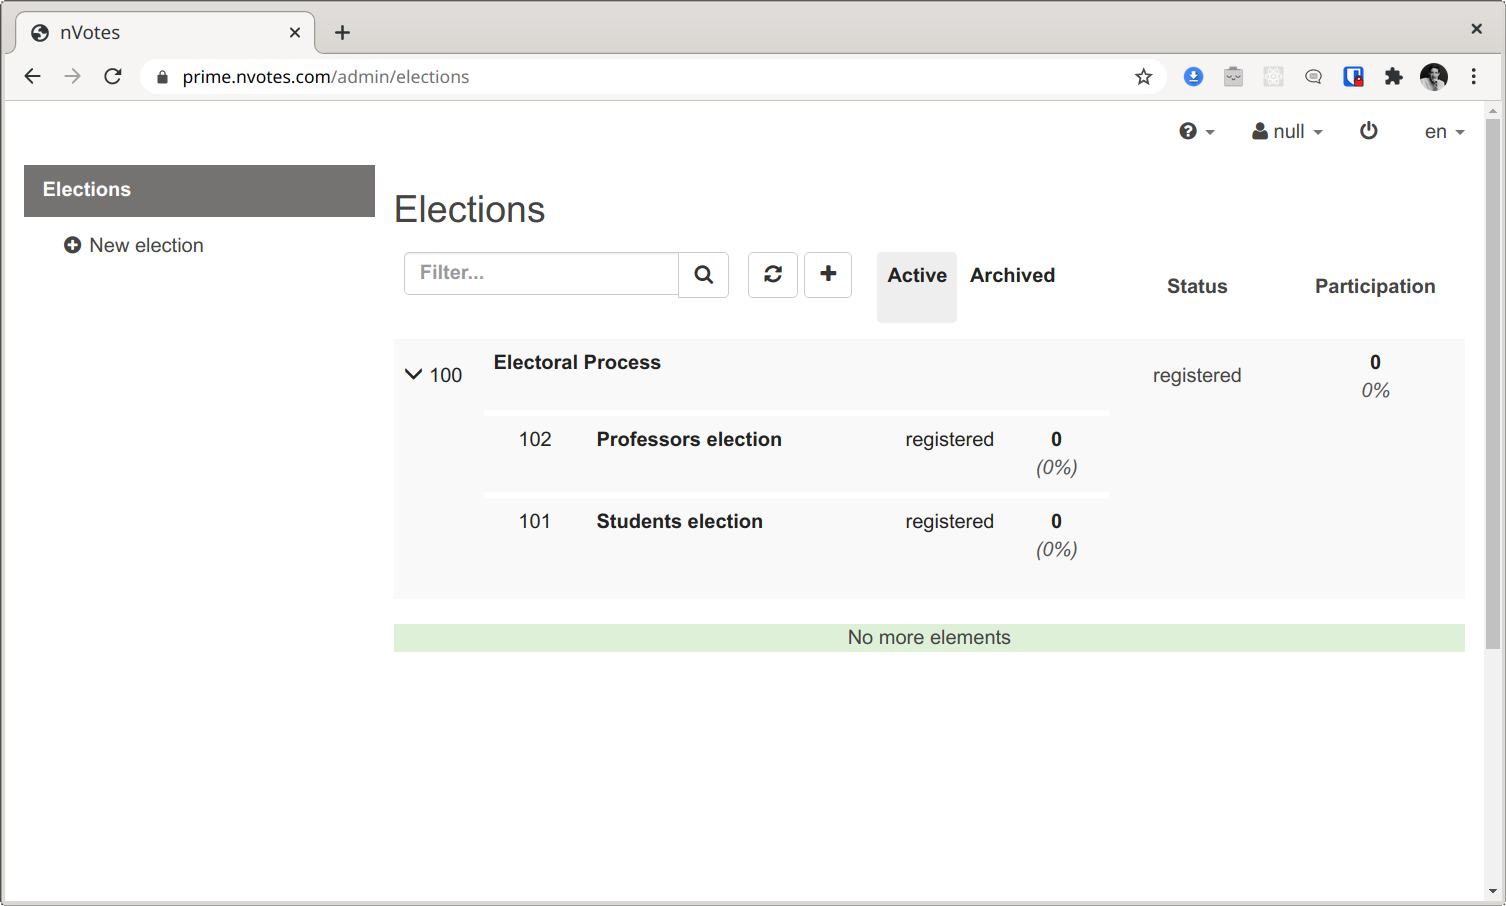 nVotes
prime.nvotes.com/admin/elections
null
en
Elections
New election
Elections
Filter...
Active Archived Status Participation
100 Electoral Process registered 0
0%
102 Professors election registered 0
(0%)
101 Students election registered 0
(0%)
No more elements